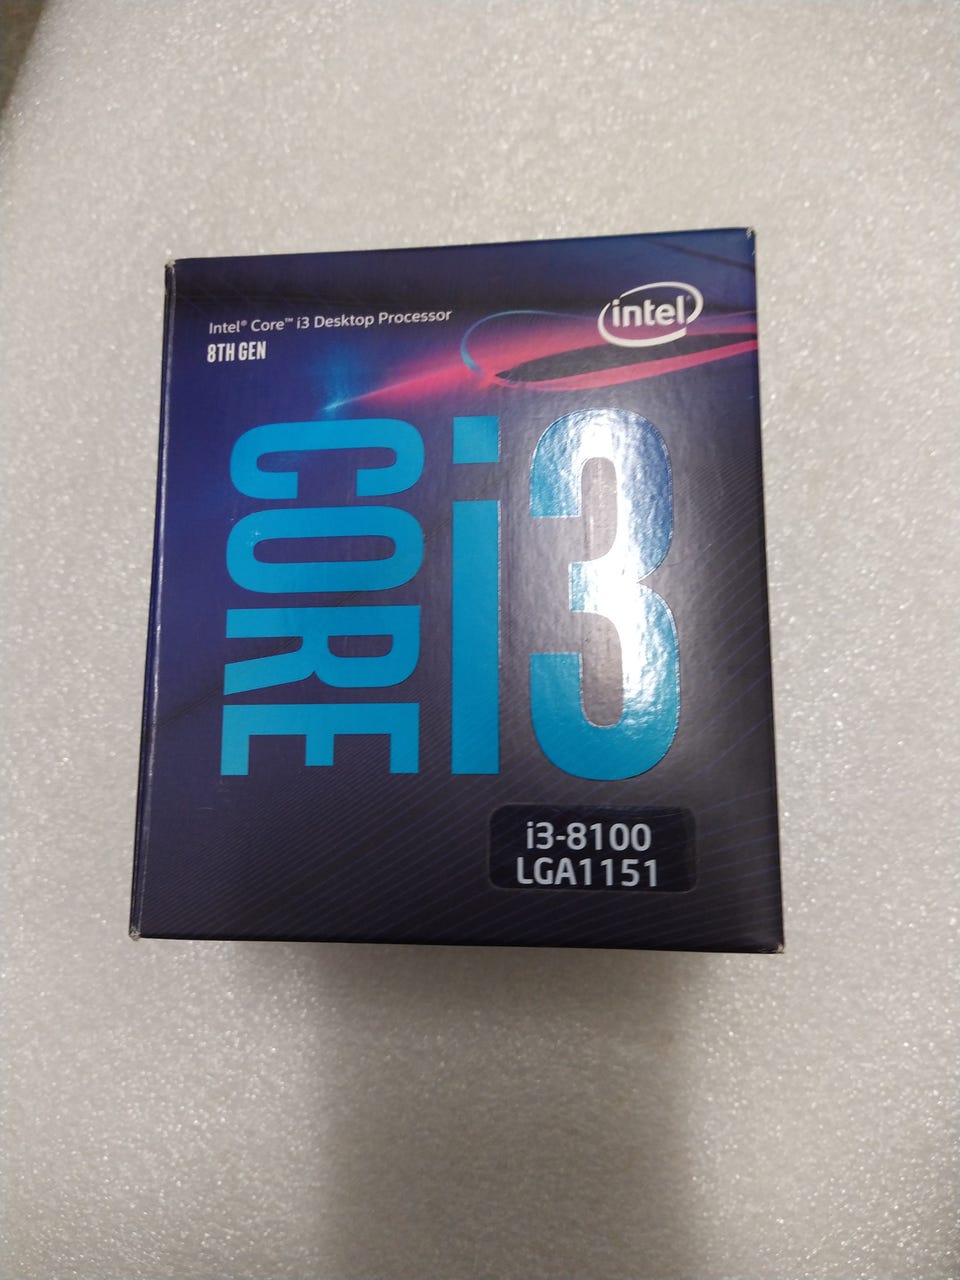 Intel® Core™ i3 Desktop Processor
8TH GEN
intel®
CORE i3
i3-8100
LGA1151